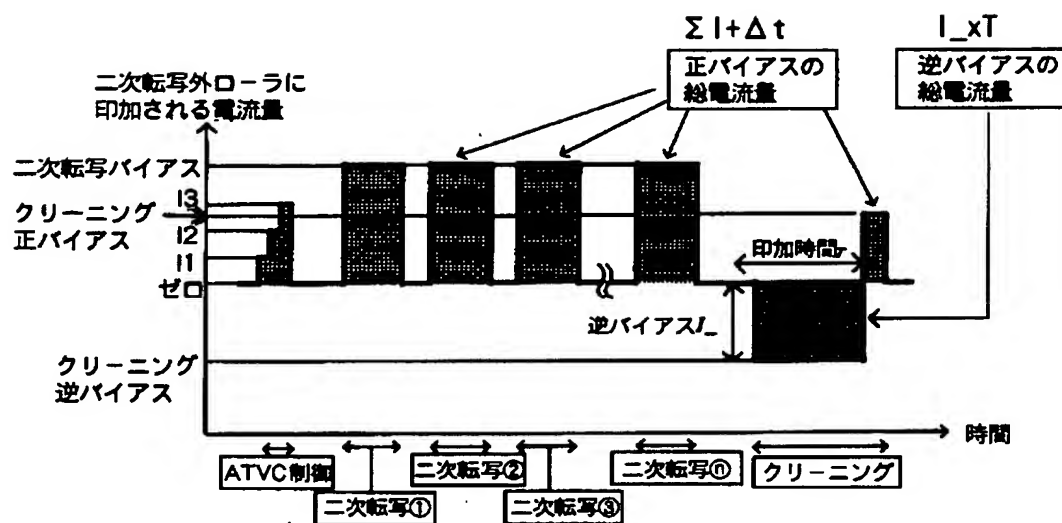 Σ I+Δt
I_xT
正バイアスの
総電流量
逆バイアスの
総電流量
二次転写外ローラに
印加される電流量
二次転写バイアス
I3
クリーニング
正バイアス
I2
I1
ゼロ
印加時間T
逆バイアスI_
クリーニング
逆バイアス
時間
ATVC制御
二次転写①
二次転写②
二次転写③
二次転写ⓝ
クリーニング